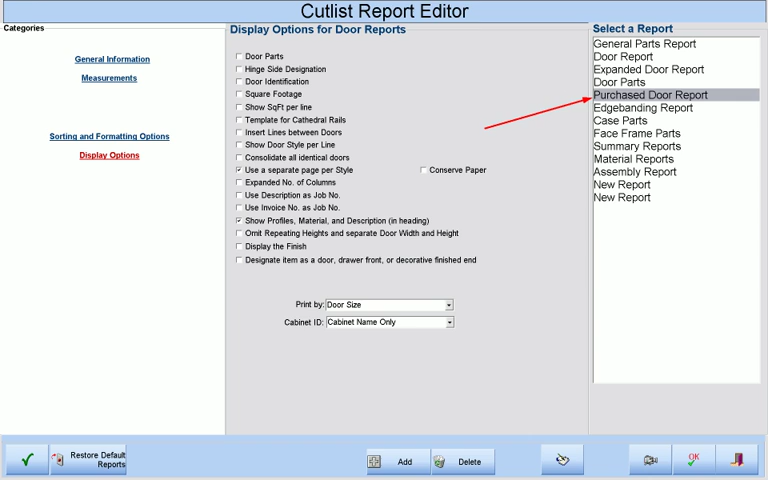 Cutlist Report Editor
Categories
General Information
Measurements
Sorting and Formatting Options
Display Options
Display Options for Door Reports
Door Parts
Hinge Side Designation
Door Identification
Square Footage
Show SqFt per line
Template for Cathedral Rails
Insert Lines between Doors
Show Door Style per Line
Consolidate all identical doors
Use a separate page per Style
Conserve Paper
Expanded No. of Columns
Use Description as Job No.
Use Invoice No. as Job No.
Show Profiles, Material, and Description (in heading)
Omit Repeating Heights and separate Door Width and Height
Display the Finish
Designate item as a door, drawer front, or decorative finished end
Print by: Door Size
Cabinet ID: Cabinet Name Only
Select a Report
General Parts Report
Door Report
Expanded Door Report
Door Parts
Purchased Door Report
Edgebanding Report
Case Parts
Face Frame Parts
Summary Reports
Material Reports
Assembly Report
New Report
New Report
Restore Default
Reports
Add
Delete
OK